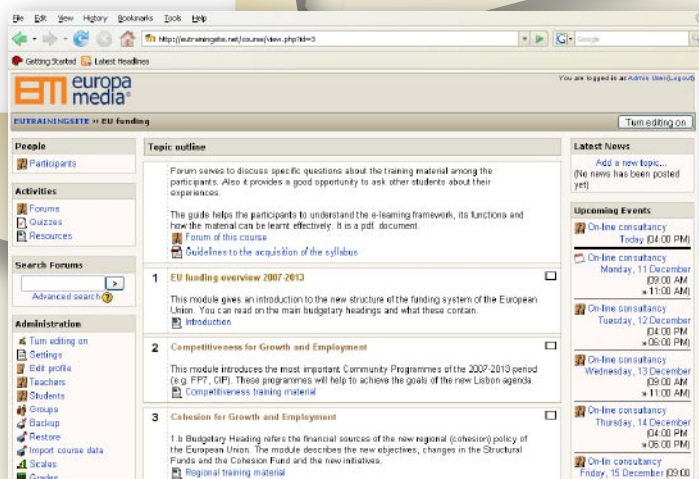 File Edit View History Bookmarks Tools Help
http://eutrainingsite.net/course/view.php?id=3
Google
Getting Started Latest Headlines
europa
media
You are logged in as Admin User (Logout)
EUTRAININGSITE » EU funding
Turn editing on
People
Participants
Activities
Forums
Quizzes
Resources
Search Forums
>
Advanced search ?
Administration
Turn editing on
Settings
Edit profile
Teachers
Students
Groups
Backup
Restore
Import course data
Scales
Grades
Topic outline
Forum serves to discuss specific questions about the training material among the
participants. Also it provides a good opportunity to ask other students about their
experiences.
The guide helps the participants to understand the e-learning framework, its functions and
how the material can be learnt effectively. It is a pdf. document.
Forum of this course
Guidelines to the acquisition of the syllabus
1 EU funding overview 2007-2013
This module gives an introduction to the new structure of the funding system of the European
Union. You can read on the main budgetary headings and what these contain.
Introduction
2 Competitiveness for Growth and Employment
This module introduces the most important Community Programmes of the 2007-2013 period
(e.g. FP7, CIP). These programmes will help to achieve the goals of the new Lisbon agenda.
Competitiveness training material
3 Cohesion for Growth and Employment
1.b Budgetary Heading refers the financial sources of the new regional (cohesion) policy of
the European Union. The module describes the new objectives, changes in the Structural
Funds and the Cohesion Fund and the new initiatives.
Regional training material
Latest News
Add a new topic...
(No news has been posted
yet)
Upcoming Events
On-line consultancy
Today (04:00 PM)
On-line consultancy
Monday, 11 December
(09:00 AM
» 11:00 AM)
On-line consultancy
Tuesday, 12 December
(04:00 PM
» 06:00 PM)
On-line consultancy
Wednesday, 13 December
(09:00 AM
» 11:00 AM)
On-line consultancy
Thursday, 14 December
(04:00 PM
» 06:00 PM)
On-lin consultancy
Friday, 15 December (09:00